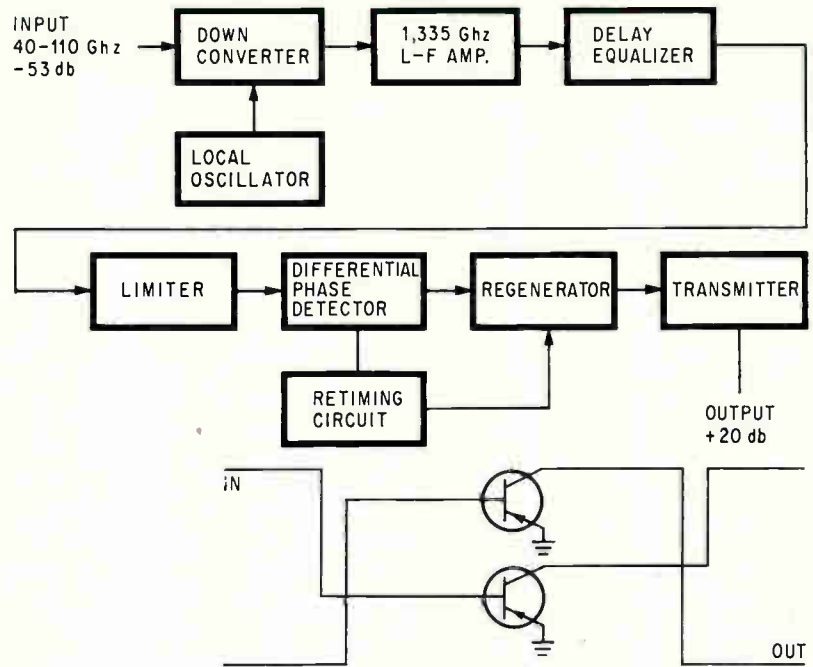 INPUT
40-110 Ghz
-53 db
DOWN
CONVERTER
1,335 Ghz
L-F AMP.
DELAY
EQUALIZER
LOCAL
OSCILLATOR
LIMITER
DIFFERENTIAL
PHASE
DETECTOR
REGENERATOR
TRANSMITTER
RETIMING
CIRCUIT
OUTPUT
+20 db
IN
OUT